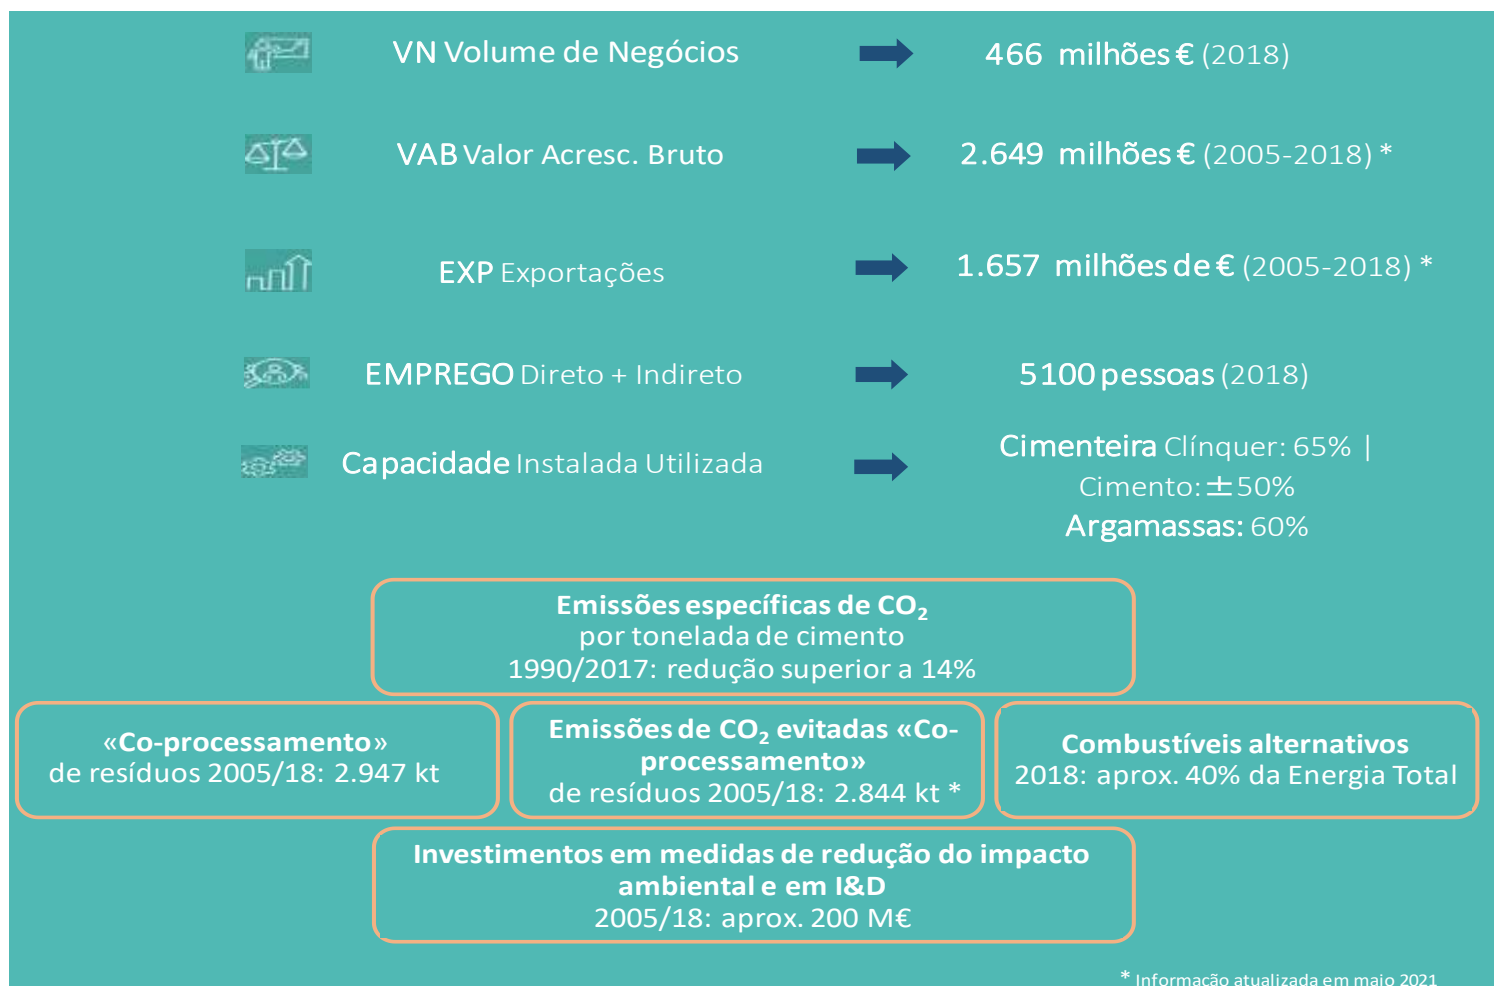 VN Volume de Negócios 466 milhões € (2018)
VAB Valor Acresc. Bruto 2.649 milhões € (2005-2018) *
EXP Exportações 1.657 milhões de € (2005-2018) *
EMPREGO Direto + Indireto 5100 pessoas (2018)
Capacidade Instalada Utilizada
Cimenteira Clínquer: 65% |
Cimento: ±50%
Argamassas: 60%
Emissões específicas de CO₂
por tonelada de cimento
1990/2017: redução superior a 14%
«Co-processamento»
de resíduos 2005/18: 2.947 kt
Emissões de CO₂ evitadas «Co-
processamento»
de resíduos 2005/18: 2.844 kt *
Combustíveis alternativos
2018: aprox. 40% da Energia Total
Investimentos em medidas de redução do impacto
ambiental e em I&D
2005/18: aprox. 200 M€
* Informação atualizada em maio 2021